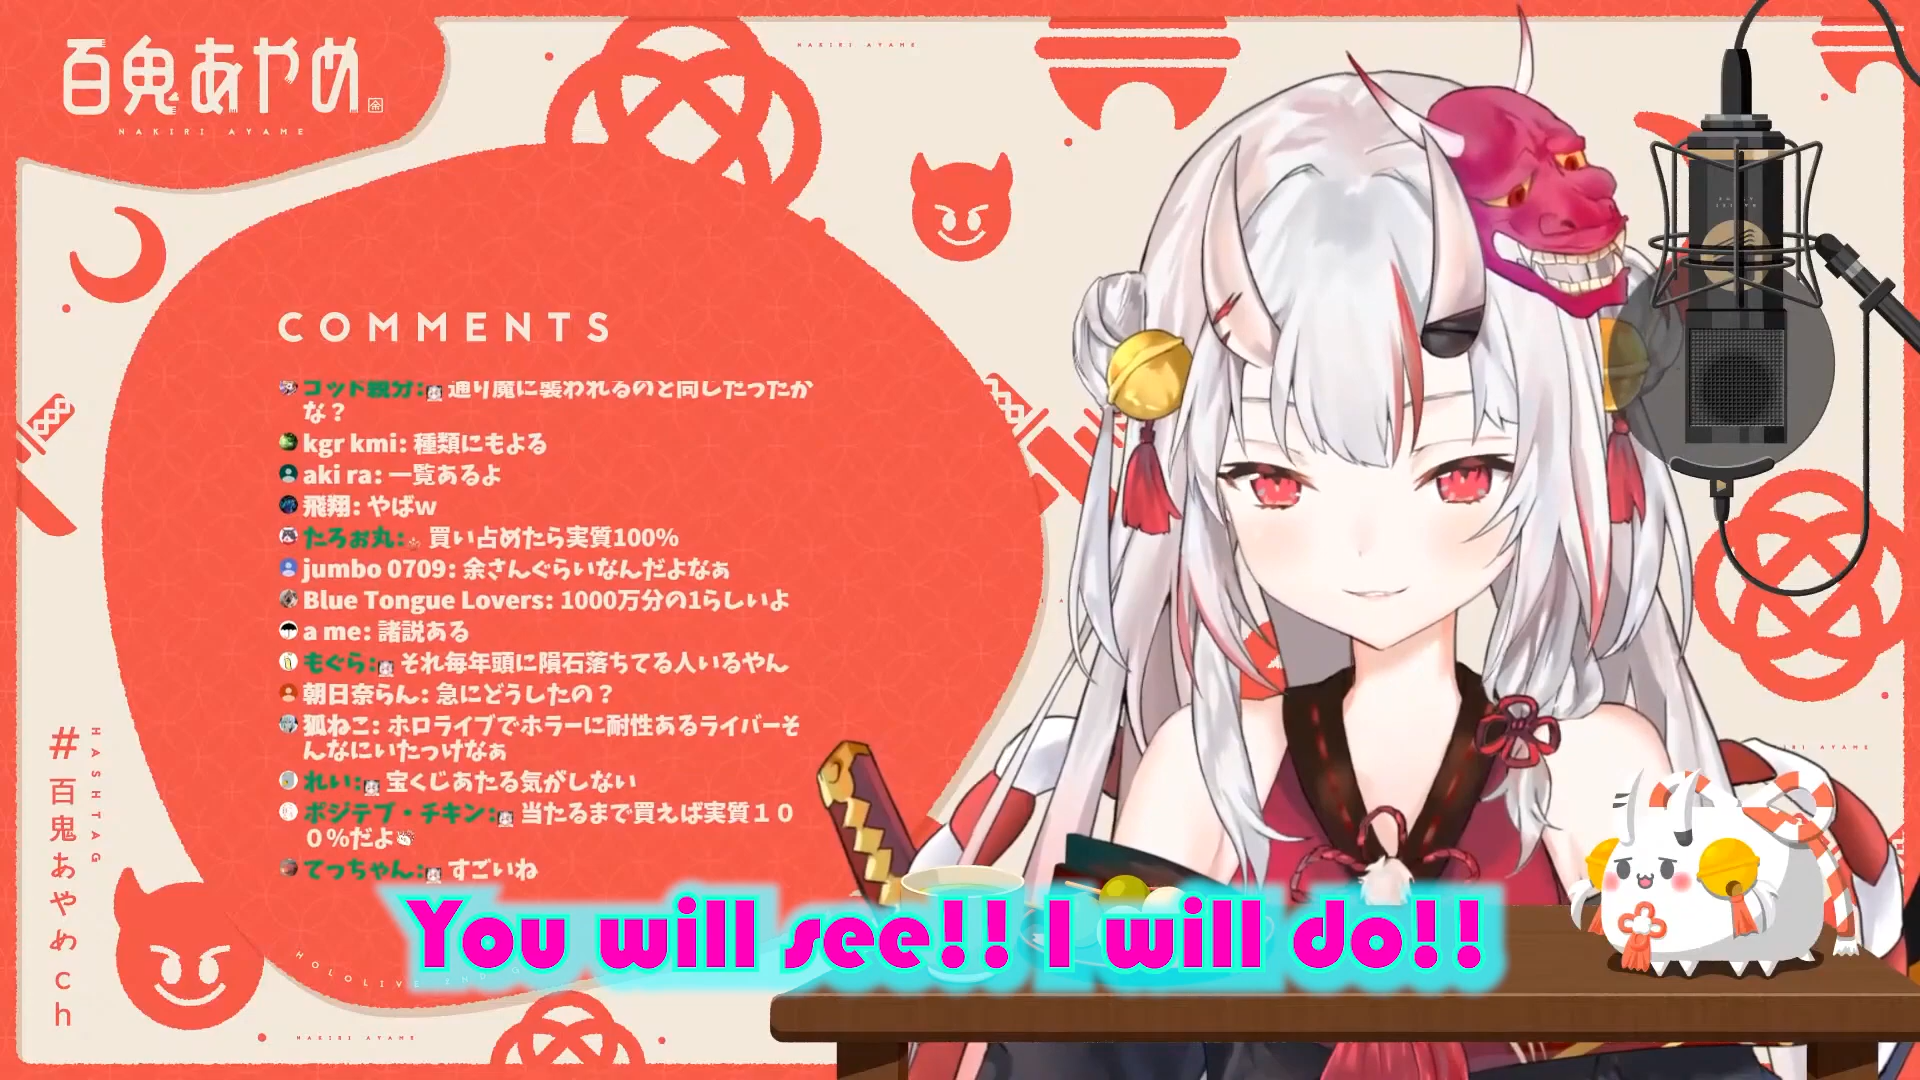 百鬼あやめ
余
NAKIRI AYAME
NAKIRI AYAME
COMMENTS
ゴッド親分: 通り魔に襲われるのと同じだったか
な？
kgr kmi: 種類にもよる
aki ra: 一覧あるよ
飛翔: やばw
たろぉ丸: 買い占めたら実質100%
jumbo 0709: 余さんぐらいなんだよなぁ
Blue Tongue Lovers: 1000万分の1らしいよ
a me: 諸説ある
もぐら: それ毎年頭に隕石落ちてる人いるやん
朝日奈らん: 急にどうしたの？
狐ねこ: ホロライブでホラーに耐性あるライバーそ
んなにいたっけなぁ
れい: 宝くじあたる気がしない
ポジテブ・チキン: 当たるまで買えば実質１０
０%だよ
てっちゃん: すごいね
#百鬼あやめch
HASHTAG
You will see!! I will do!!
NAKIRI AYAME